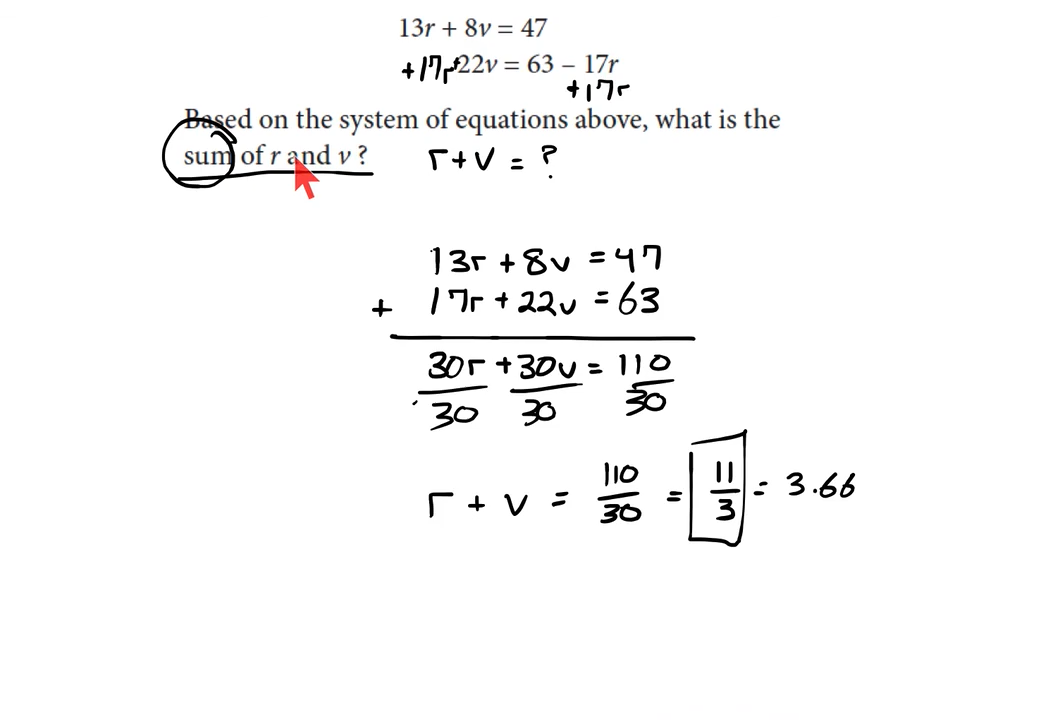 13r + 8v = 47
+17r+22v = 63 − 17r
+17r
Based on the system of equations above, what is the
sum of r and v ? r+v = ?
13r + 8v = 47
+ 17r + 22v = 63
30r + 30v = 110
30 30 30
r + v = 110/30 = 11/3 = 3.66